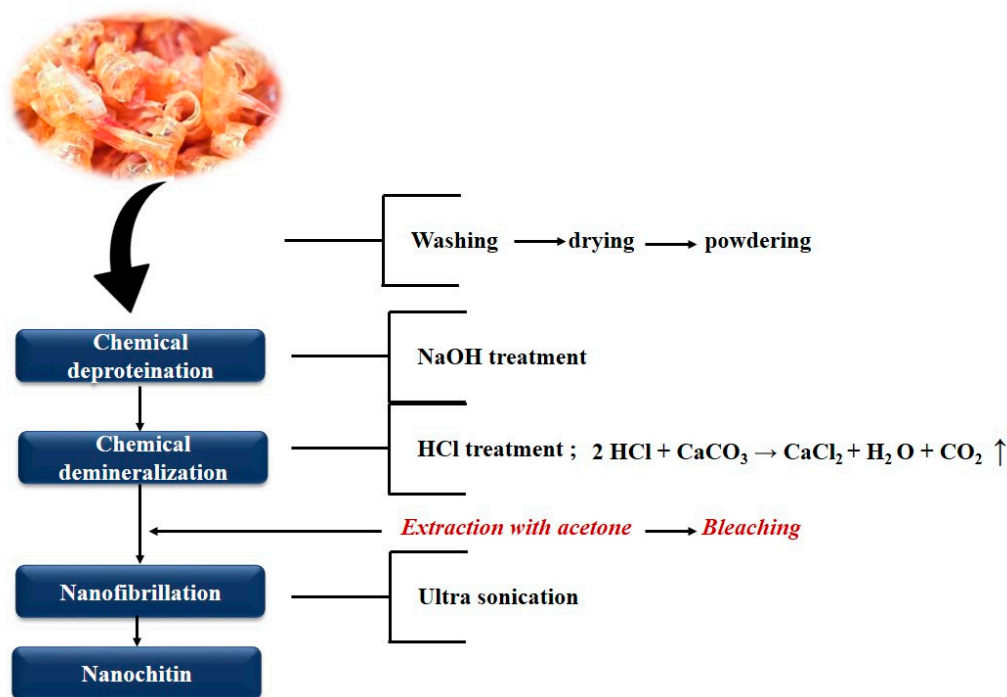 Washing → drying → powdering
Chemical
deproteination
NaOH treatment
Chemical
demineralization
HCl treatment ; 2 HCl + CaCO₃ → CaCl₂ + H₂ O + CO₂ ↑
Extraction with acetone → Bleaching
Nanofibrillation
Ultra sonication
Nanochitin